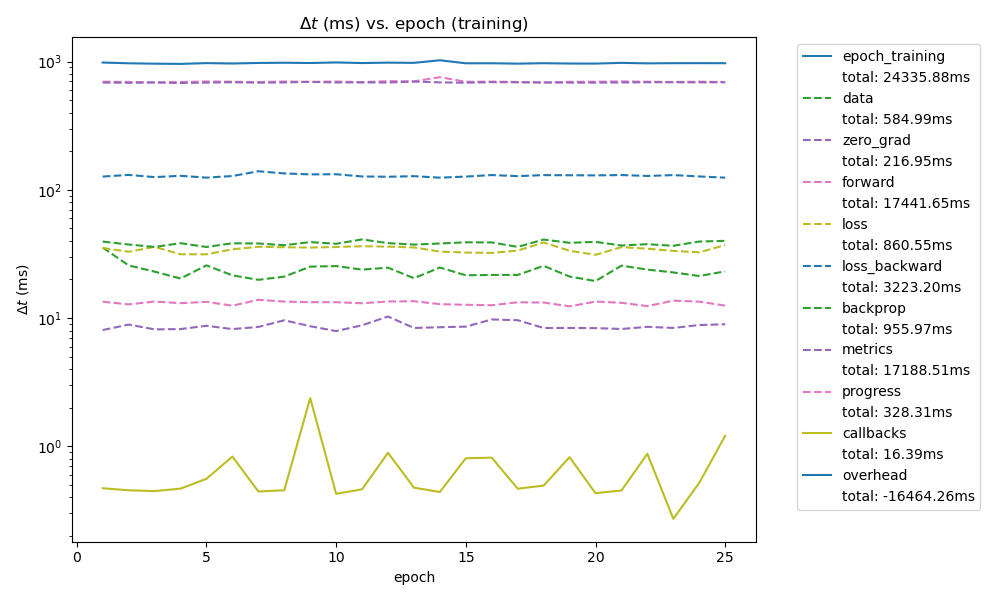 Δt (ms) vs. epoch (training)
Δt (ms)
10³
10²
10¹
10⁰
0 5 10 15 20 25
epoch
epoch_training
total: 24335.88ms
data
total: 584.99ms
zero_grad
total: 216.95ms
forward
total: 17441.65ms
loss
total: 860.55ms
loss_backward
total: 3223.20ms
backprop
total: 955.97ms
metrics
total: 17188.51ms
progress
total: 328.31ms
callbacks
total: 16.39ms
overhead
total: -16464.26ms